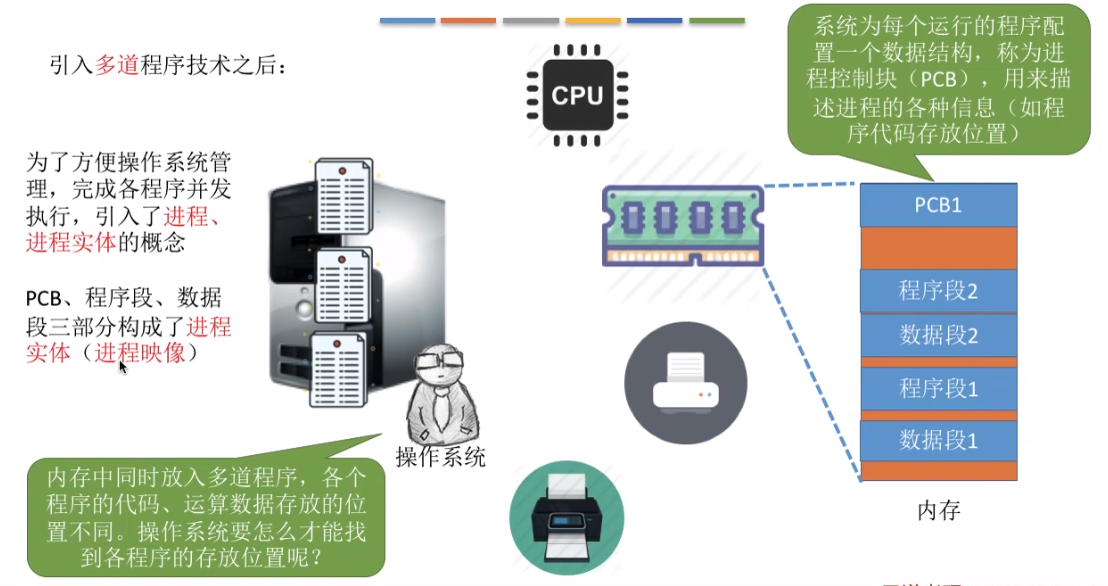 引入多道程序技术之后：
CPU
系统为每个运行的程序配
置一个数据结构，称为进
程控制块（PCB），用来描
述进程的各种信息（如程
序代码存放位置）
为了方便操作系统管
理，完成各程序并发
执行，引入了进程、
进程实体的概念
PCB、程序段、数据
段三部分构成了进程
实体（进程映像）
PCB1
程序段2
数据段2
程序段1
数据段1
内存
操作系统
内存中同时放入多道程序，各个
程序的代码、运算数据存放的位
置不同。操作系统要怎么才能找
到各程序的存放位置呢？